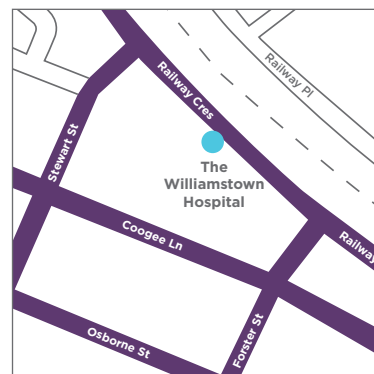 Railway Pl
Railway Cres
Stewart St
The
Williamstown
Hospital
Coogee Ln
Railway
Forster St
Osborne St